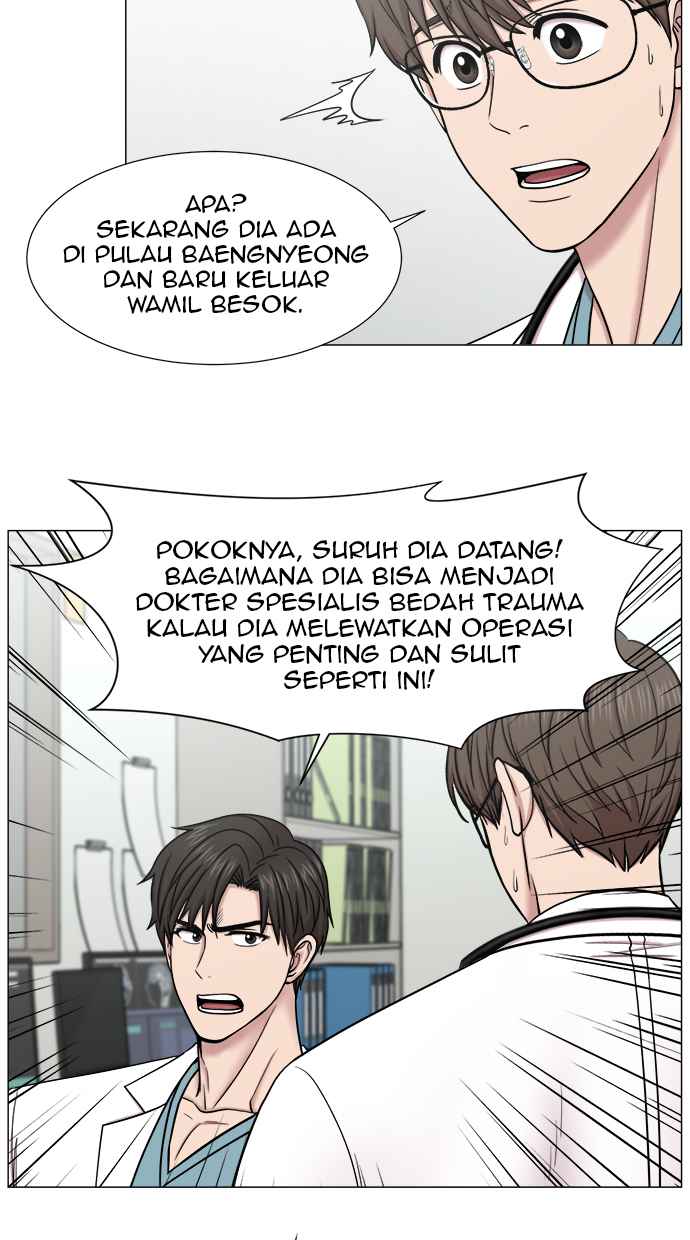 APA?
SEKARANG DIA ADA
DI PULAU BAENGNYEONG
DAN BARU KELUAR
WAMIL BESOK.
POKOKNYA, SURUH DIA DATANG!
BAGAIMANA DIA BISA MENJADI
DOKTER SPESIALIS BEDAH TRAUMA
KALAU DIA MELEWATKAN OPERASI
YANG PENTING DAN SULIT
SEPERTI INI!